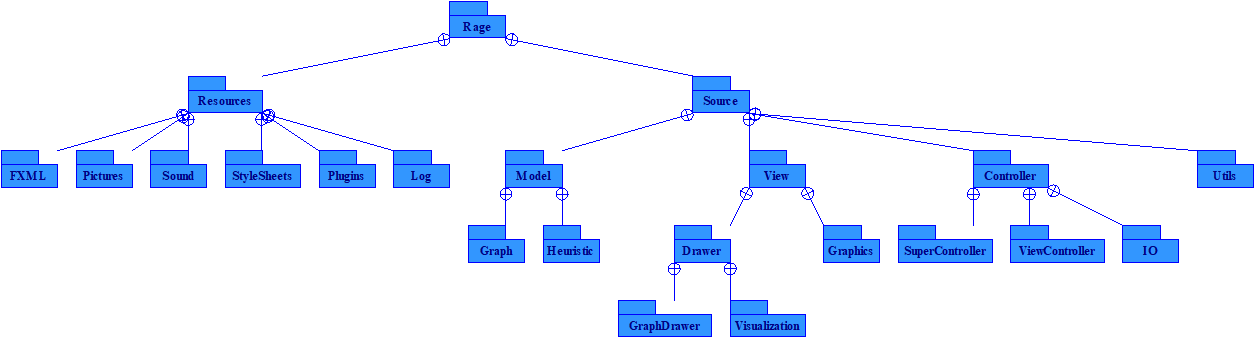 Rage
Resources
Source
FXML
Pictures
Sound
StyleSheets
Plugins
Log
Model
View
Controller
Utils
Graph
Heuristic
Drawer
Graphics
SuperController
ViewController
IO
GraphDrawer
Visualization